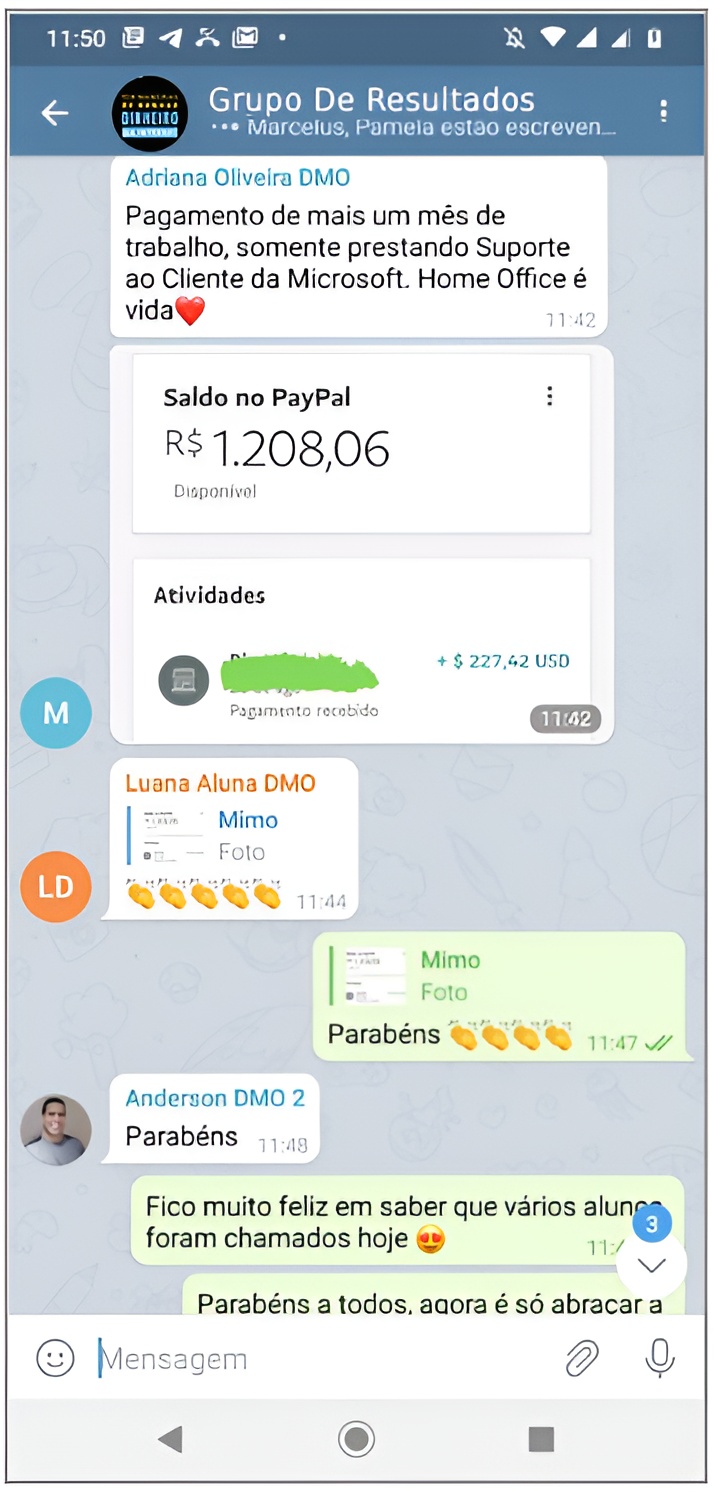 11:50
Grupo De Resultados
Marcelus, Pamela estão escreven...
Adriana Oliveira DMO
Pagamento de mais um mês de
trabalho, somente prestando Suporte
ao Cliente da Microsoft. Home Office é
vida❤️
11:42
Saldo no PayPal
R$ 1.208,06
Disponível
Atividades
+ $ 227,42 USD
Pagamento recebido
11:42
M
Luana Aluna DMO
Mimo
Foto
👏👏👏👏👏 11:44
LD
Mimo
Foto
Parabéns 👏👏👏👏 11:47
Anderson DMO 2
Parabéns 11:48
Fico muito feliz em saber que vários alunos
foram chamados hoje 😍
3
Parabéns a todos, agora é só abraçar a
Mensagem